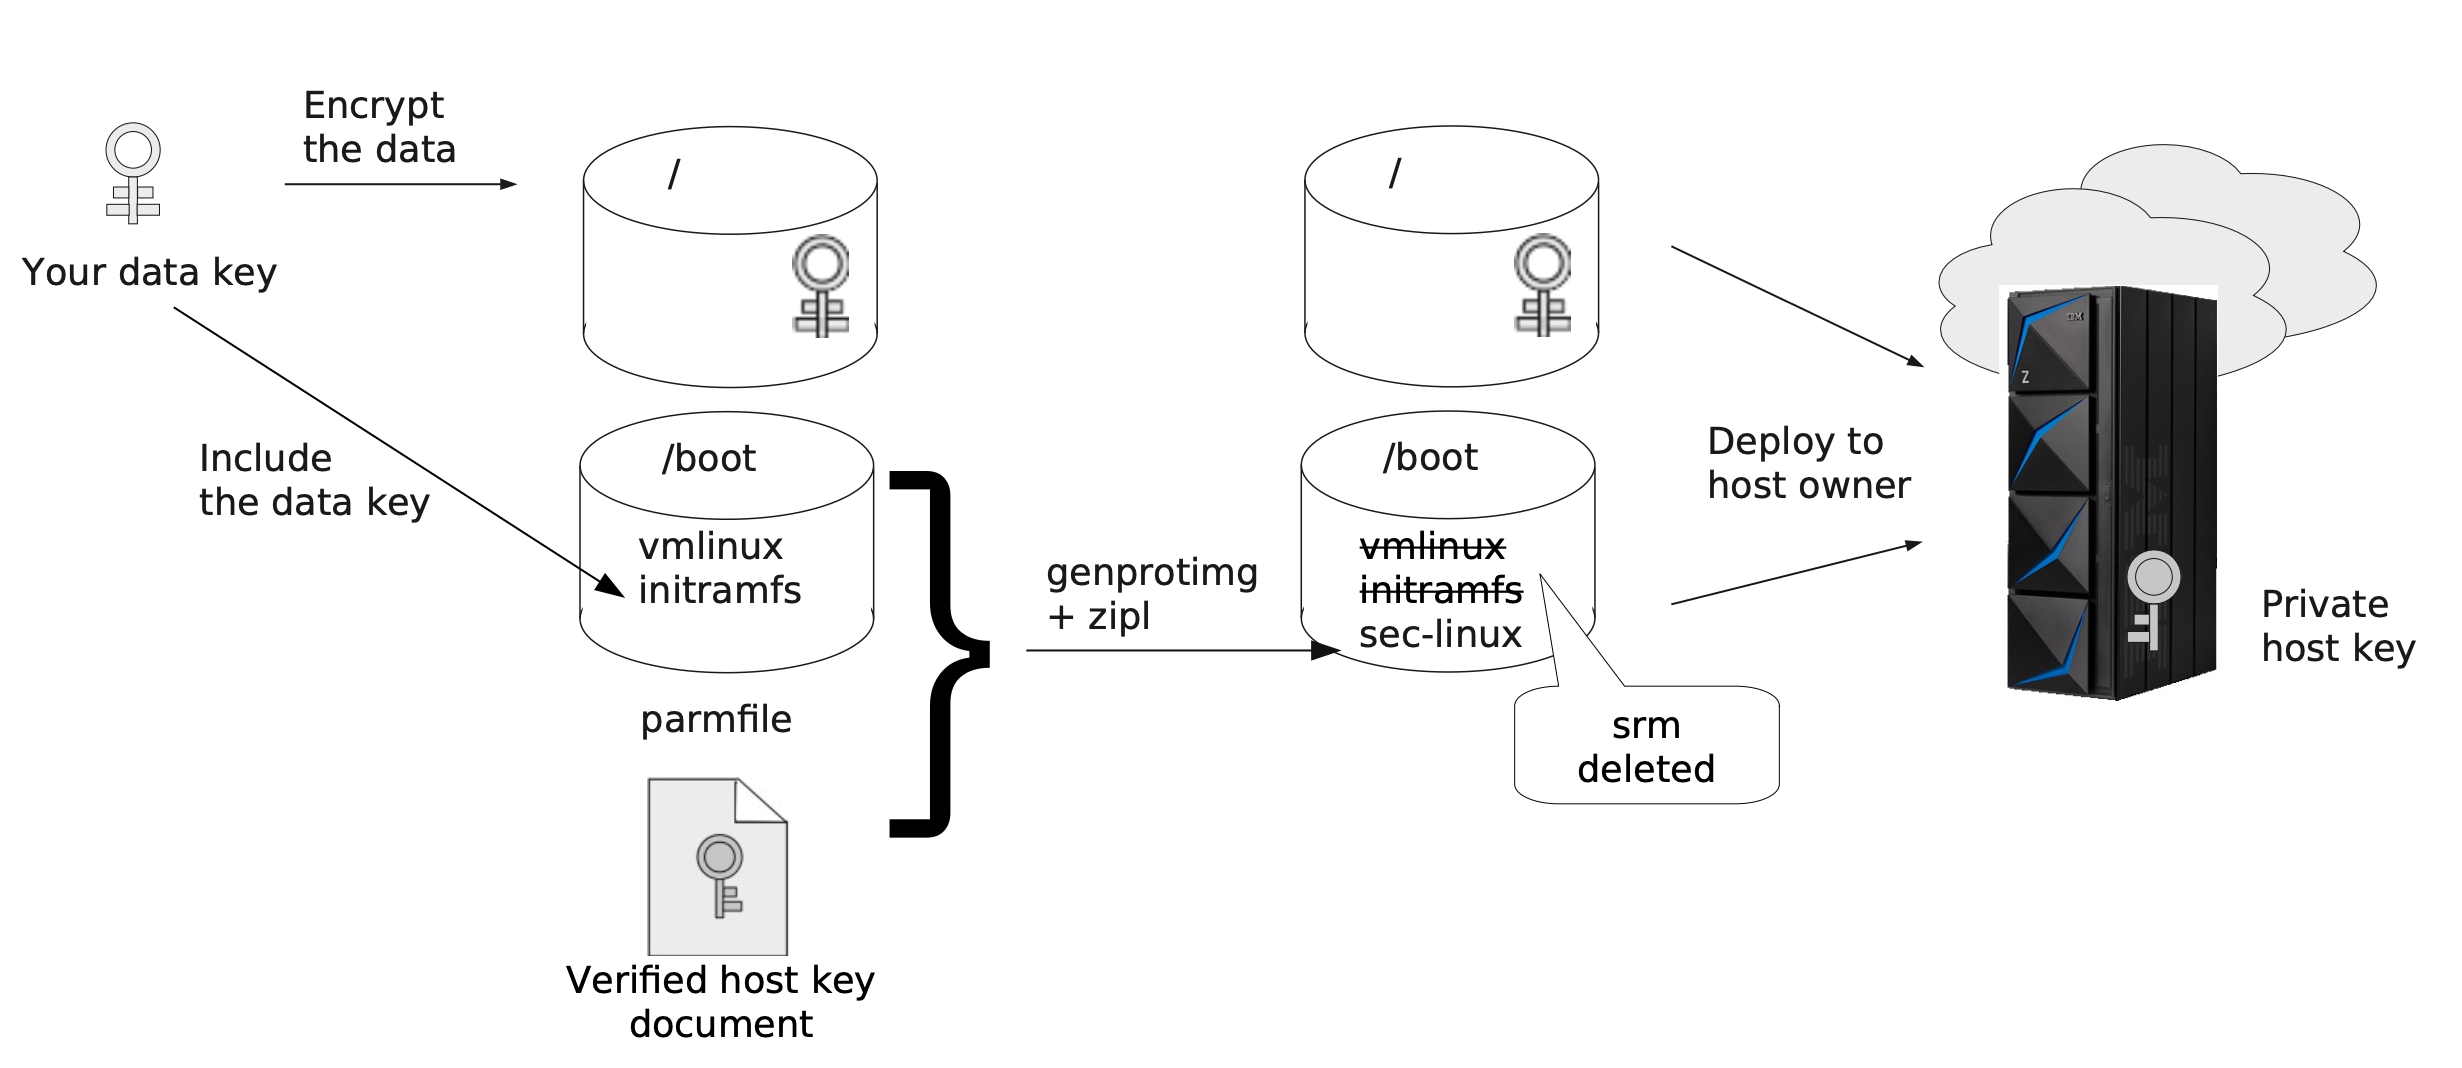 Encrypt
the data
Your data key
Include
the data key
/
/boot
vmlinux
initramfs
parmfile
Verified host key
document
genprotimg
+ zipl
/
/boot
vmlinux
initramfs
sec-linux
srm
deleted
Deploy to
host owner
IBM
Z
Private
host key